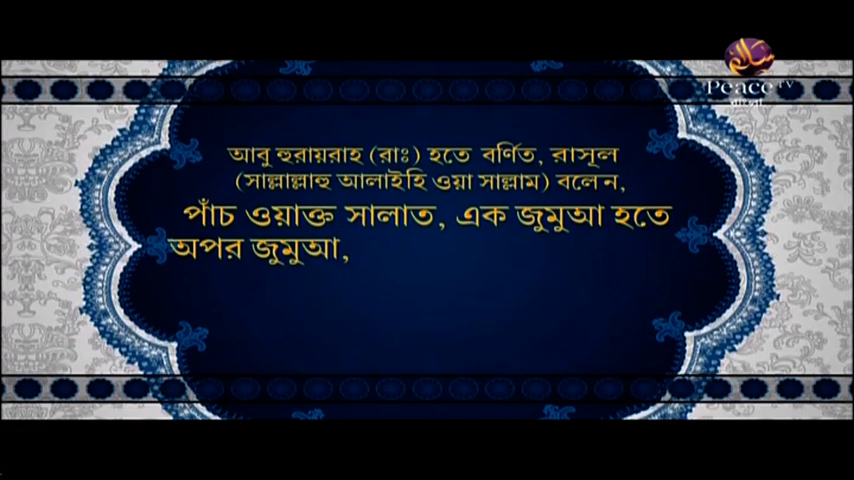 Peace TV
বাংলা
আবু হুরায়রাহ (রাঃ) হতে বর্ণিত, রাসূল
(সাল্লাল্লাহু আলাইহি ওয়া সাল্লাম) বলেন,
পাঁচ ওয়াক্ত সালাত, এক জুমুআ হতে
অপর জুমুআ,